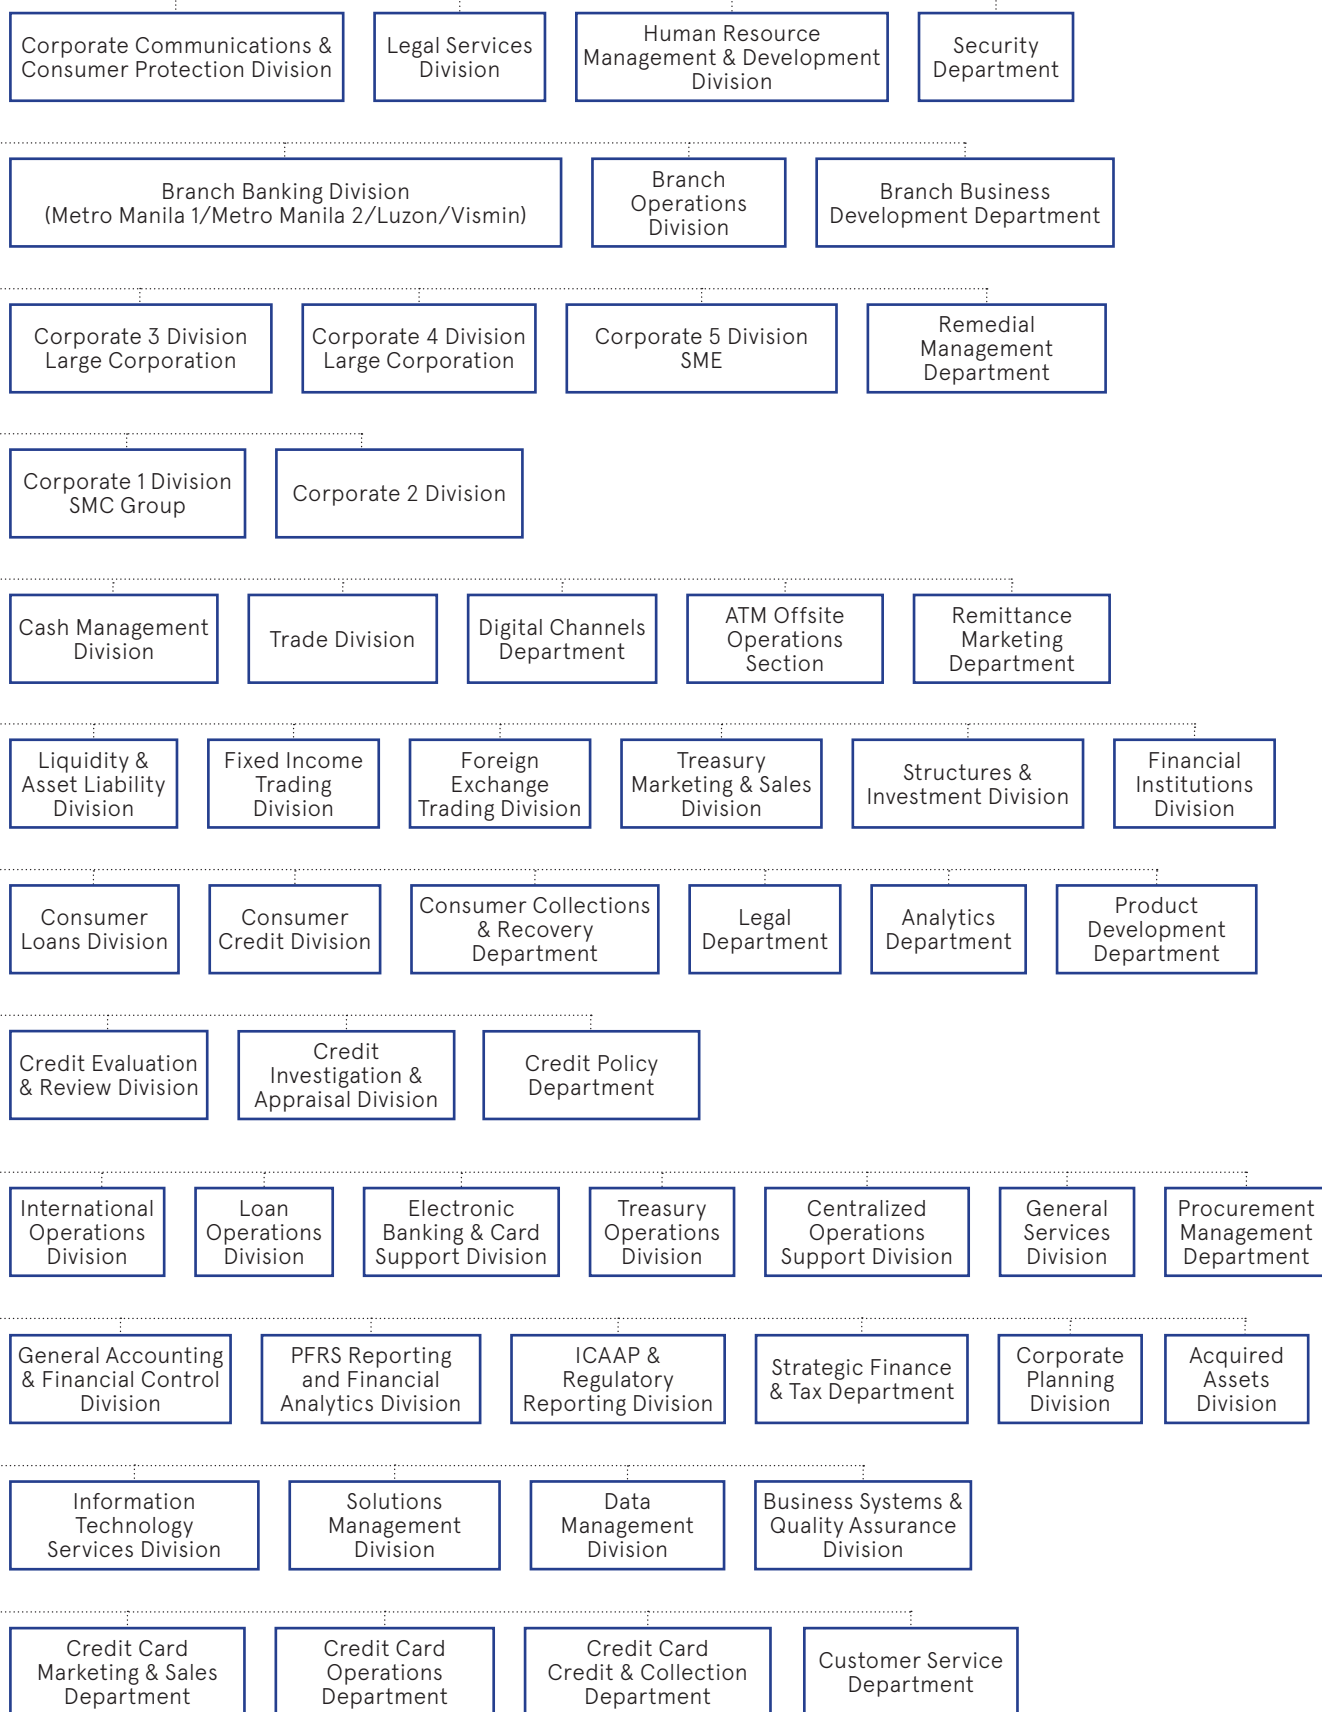 Corporate Communications &
Consumer Protection Division
Legal Services
Division
Human Resource
Management & Development
Division
Security
Department
Branch Banking Division
(Metro Manila 1/Metro Manila 2/Luzon/Vismin)
Branch
Operations
Division
Branch Business
Development Department
Corporate 3 Division
Large Corporation
Corporate 4 Division
Large Corporation
Corporate 5 Division
SME
Remedial
Management
Department
Corporate 1 Division
SMC Group
Corporate 2 Division
Cash Management
Division
Trade Division
Digital Channels
Department
ATM Offsite
Operations
Section
Remittance
Marketing
Department
Liquidity &
Asset Liability
Division
Fixed Income
Trading
Division
Foreign
Exchange
Trading Division
Treasury
Marketing & Sales
Division
Structures &
Investment Division
Financial
Institutions
Division
Consumer
Loans Division
Consumer
Credit Division
Consumer Collections
& Recovery
Department
Legal
Department
Analytics
Department
Product
Development
Department
Credit Evaluation
& Review Division
Credit
Investigation &
Appraisal Division
Credit Policy
Department
International
Operations
Division
Loan
Operations
Division
Electronic
Banking & Card
Support Division
Treasury
Operations
Division
Centralized
Operations
Support Division
General
Services
Division
Procurement
Management
Department
General Accounting
& Financial Control
Division
PFRS Reporting
and Financial
Analytics Division
ICAAP &
Regulatory
Reporting Division
Strategic Finance
& Tax Department
Corporate
Planning
Division
Acquired
Assets
Division
Information
Technology
Services Division
Solutions
Management
Division
Data
Management
Division
Business Systems &
Quality Assurance
Division
Credit Card
Marketing & Sales
Department
Credit Card
Operations
Department
Credit Card
Credit & Collection
Department
Customer Service
Department